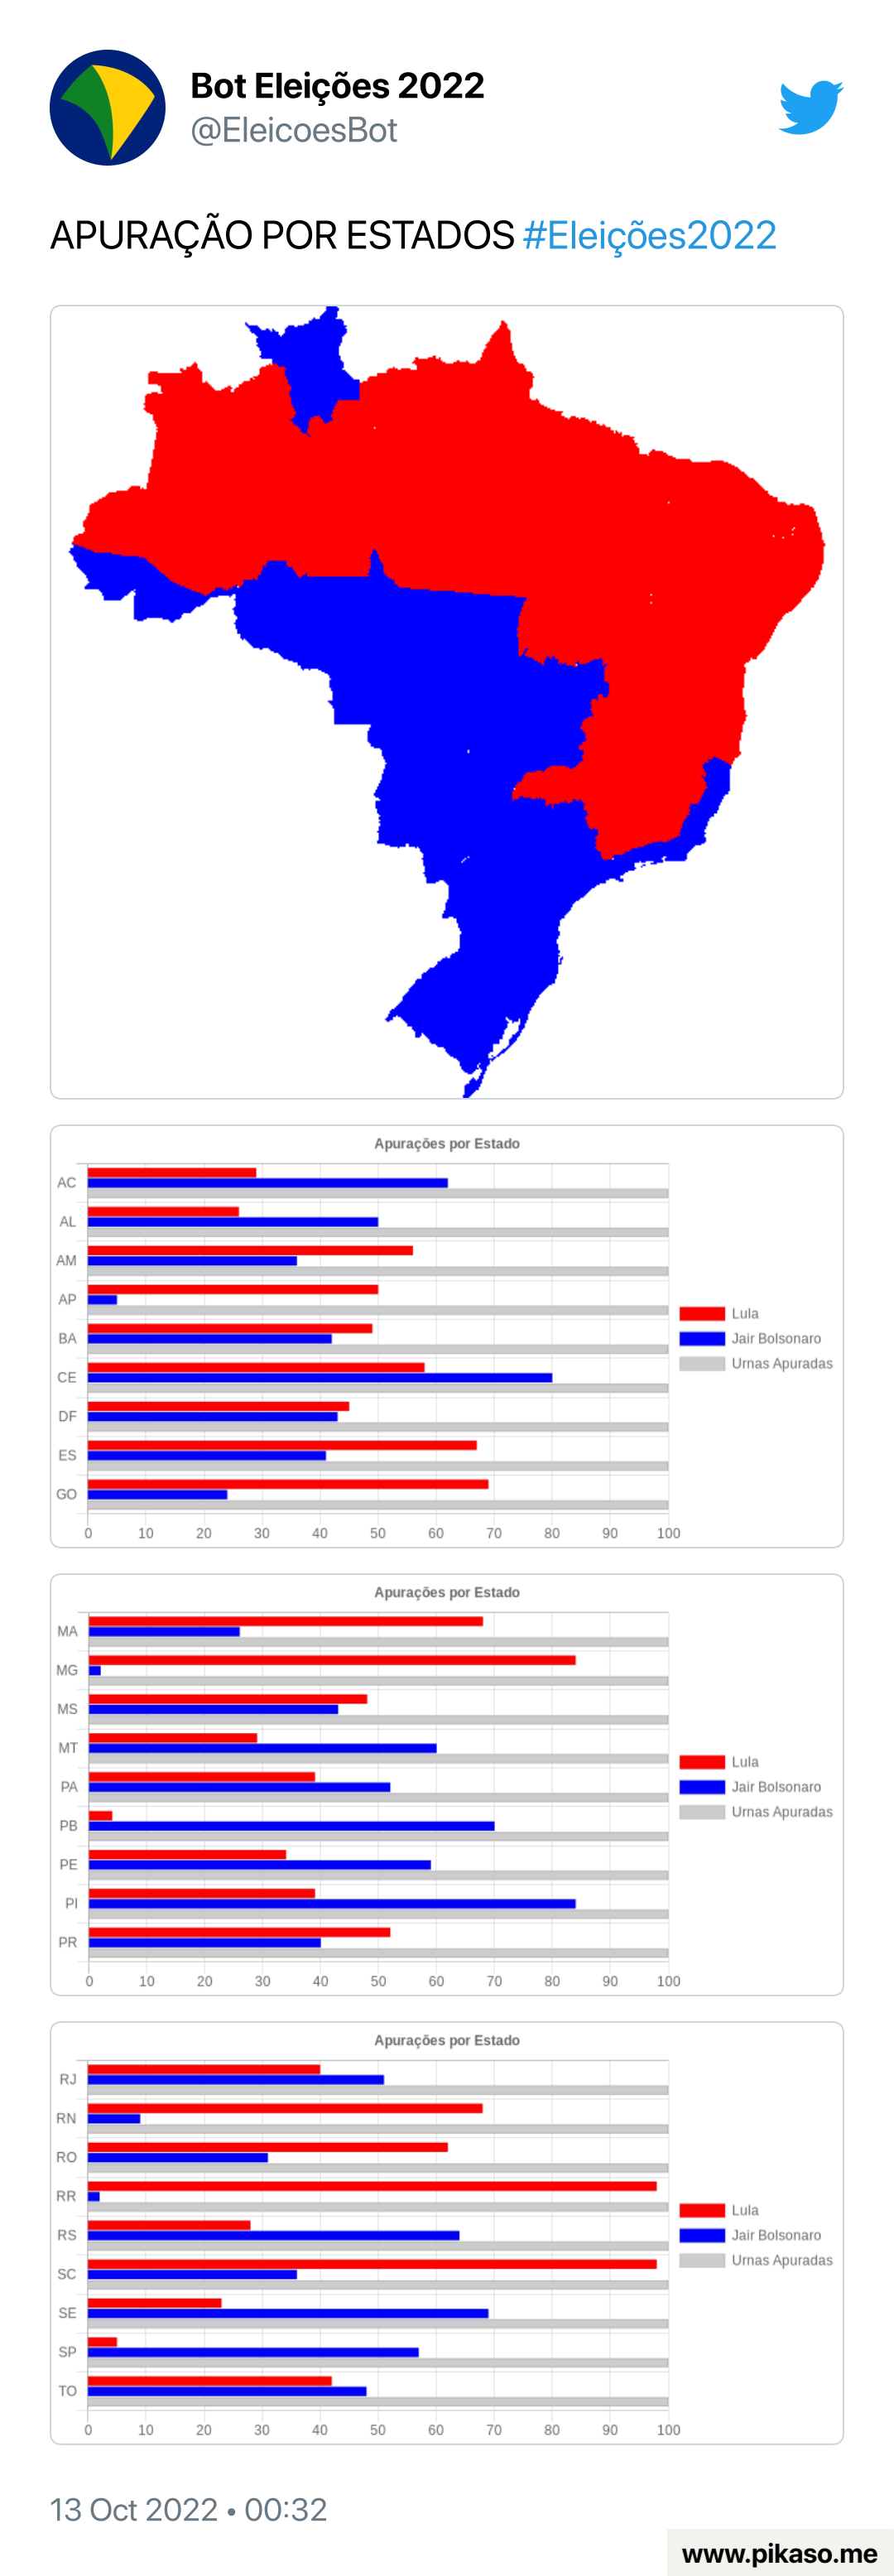 Bot Eleições 2022
@EleicoesBot
APURAÇÃO POR ESTADOS #Eleições2022
Apurações por Estado
AC
AL
AM
AP
BA
CE
DF
ES
GO
Lula
Jair Bolsonaro
Urnas Apuradas
0 10 20 30 40 50 60 70 80 90 100
Apurações por Estado
MA
MG
MS
MT
PA
PB
PE
PI
PR
Lula
Jair Bolsonaro
Urnas Apuradas
0 10 20 30 40 50 60 70 80 90 100
Apurações por Estado
RJ
RN
RO
RR
RS
SC
SE
SP
TO
Lula
Jair Bolsonaro
Urnas Apuradas
0 10 20 30 40 50 60 70 80 90 100
13 Oct 2022 • 00:32
www.pikaso.me